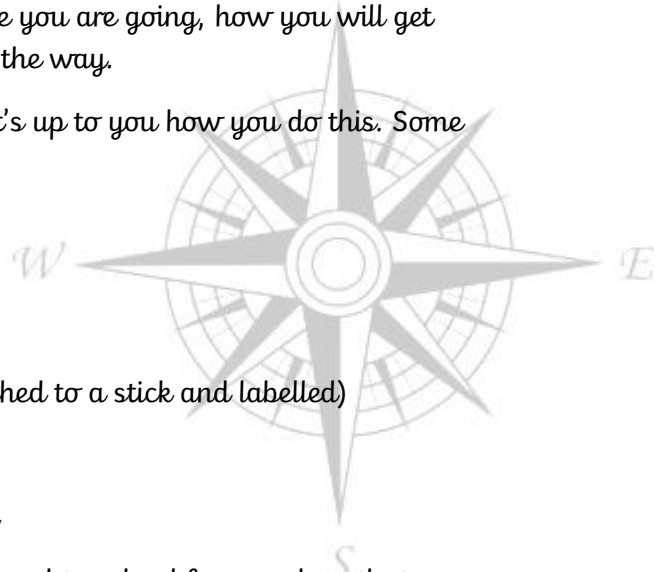 you are going, how you will get
the way.
's up to you how you do this. Some
W
E
hed to a stick and labelled)
S